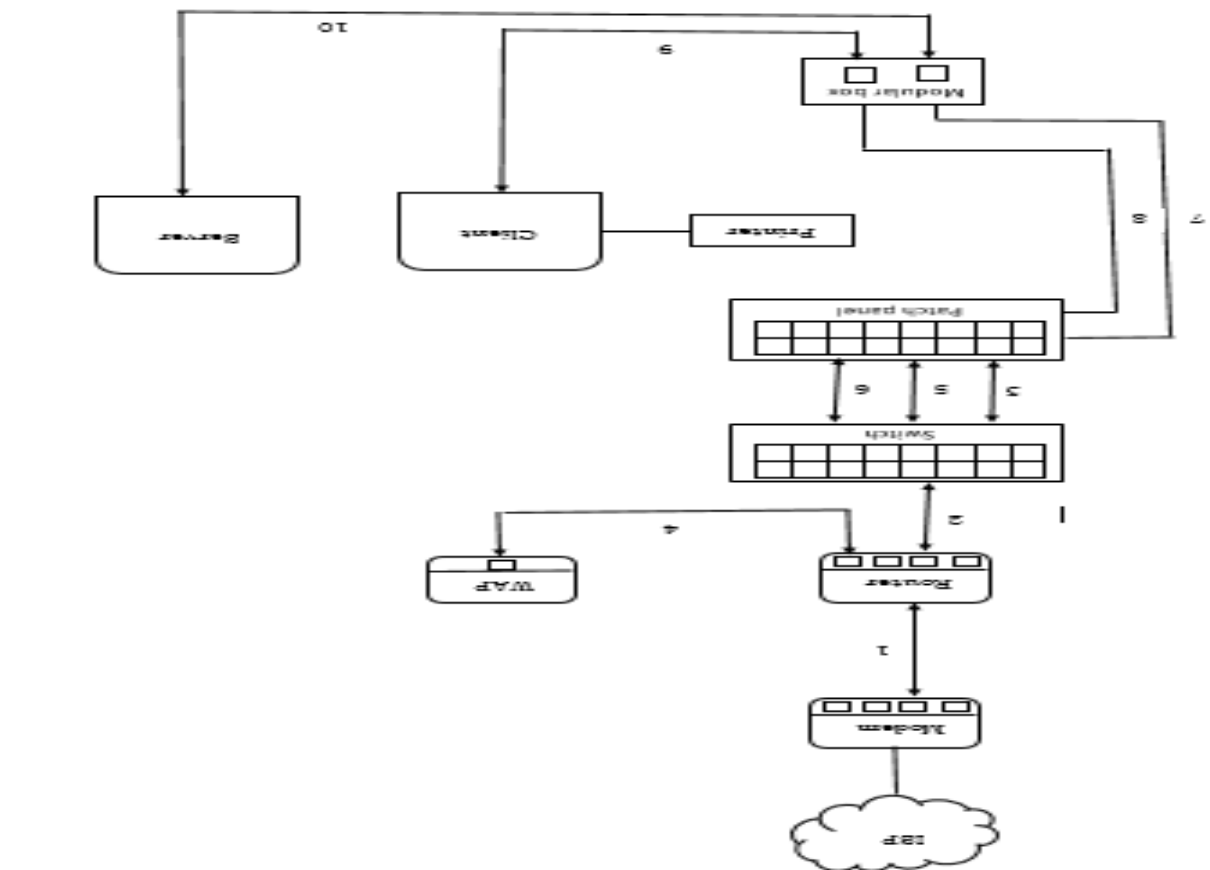 ISP
Modem
1
Router
WAP
2
4
Switch
3
5
6
Patch panel
Printer
Client
Server
7
8
Modular box
9
10